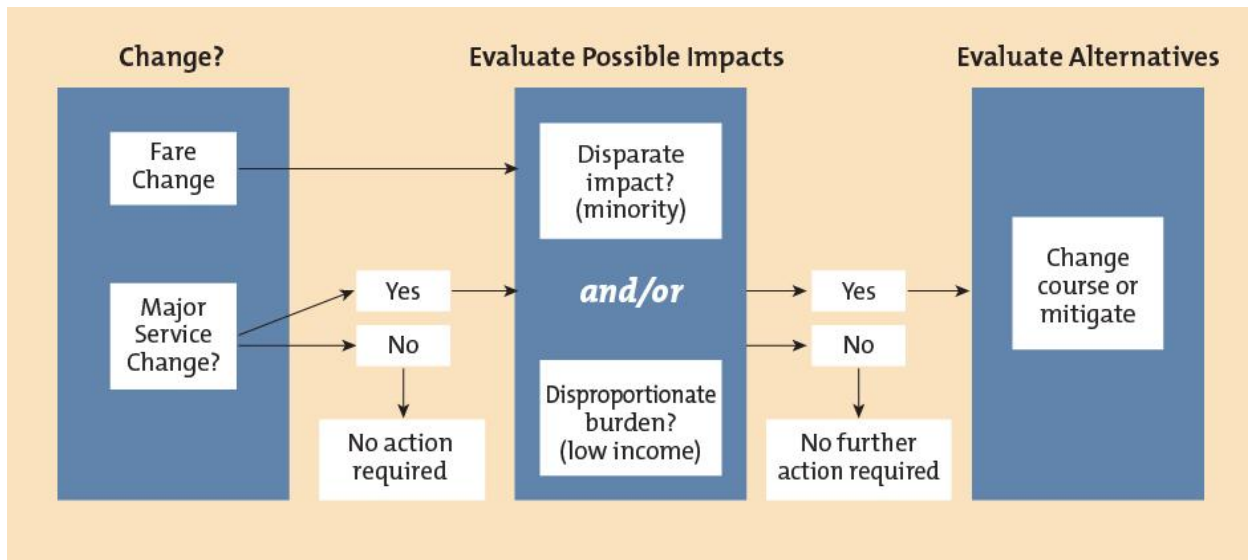 Change?
Evaluate Possible Impacts
Evaluate Alternatives
Fare
Change
Major
Service
Change?
Yes
No
No action
required
Disparate
impact?
(minority)
and/or
Disproportionate
burden?
(low income)
Yes
No
No further
action required
Change
course or
mitigate